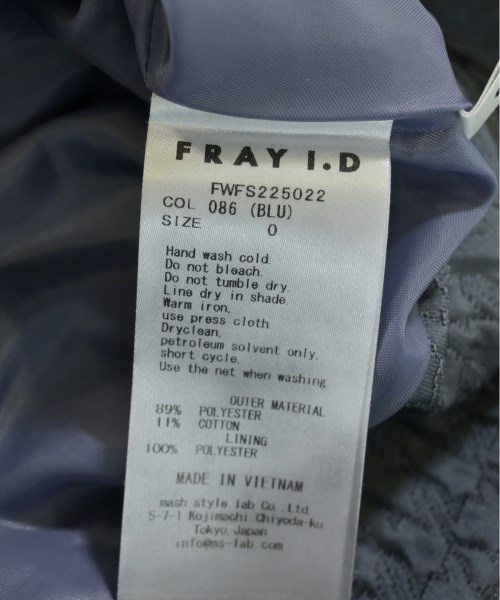 FRAY I.D
FWFS225022
COL 086 (BLU)
SIZE 0
Hand wash cold.
Do not bleach.
Do not tumble dry.
Line dry in shade.
Warm iron,
use press cloth.
Dryclean,
petroleum solvent only,
short cycle.
Use the net when washing.
OUTER MATERIAL
89% POLYESTER
11% COTTON
LINING
100% POLYESTER
MADE IN VIETNAM
mash style lab Co.,Ltd
5-7-1 Kojimachi Chiyoda-ku
Tokyo Japan
info@ms-lab.com